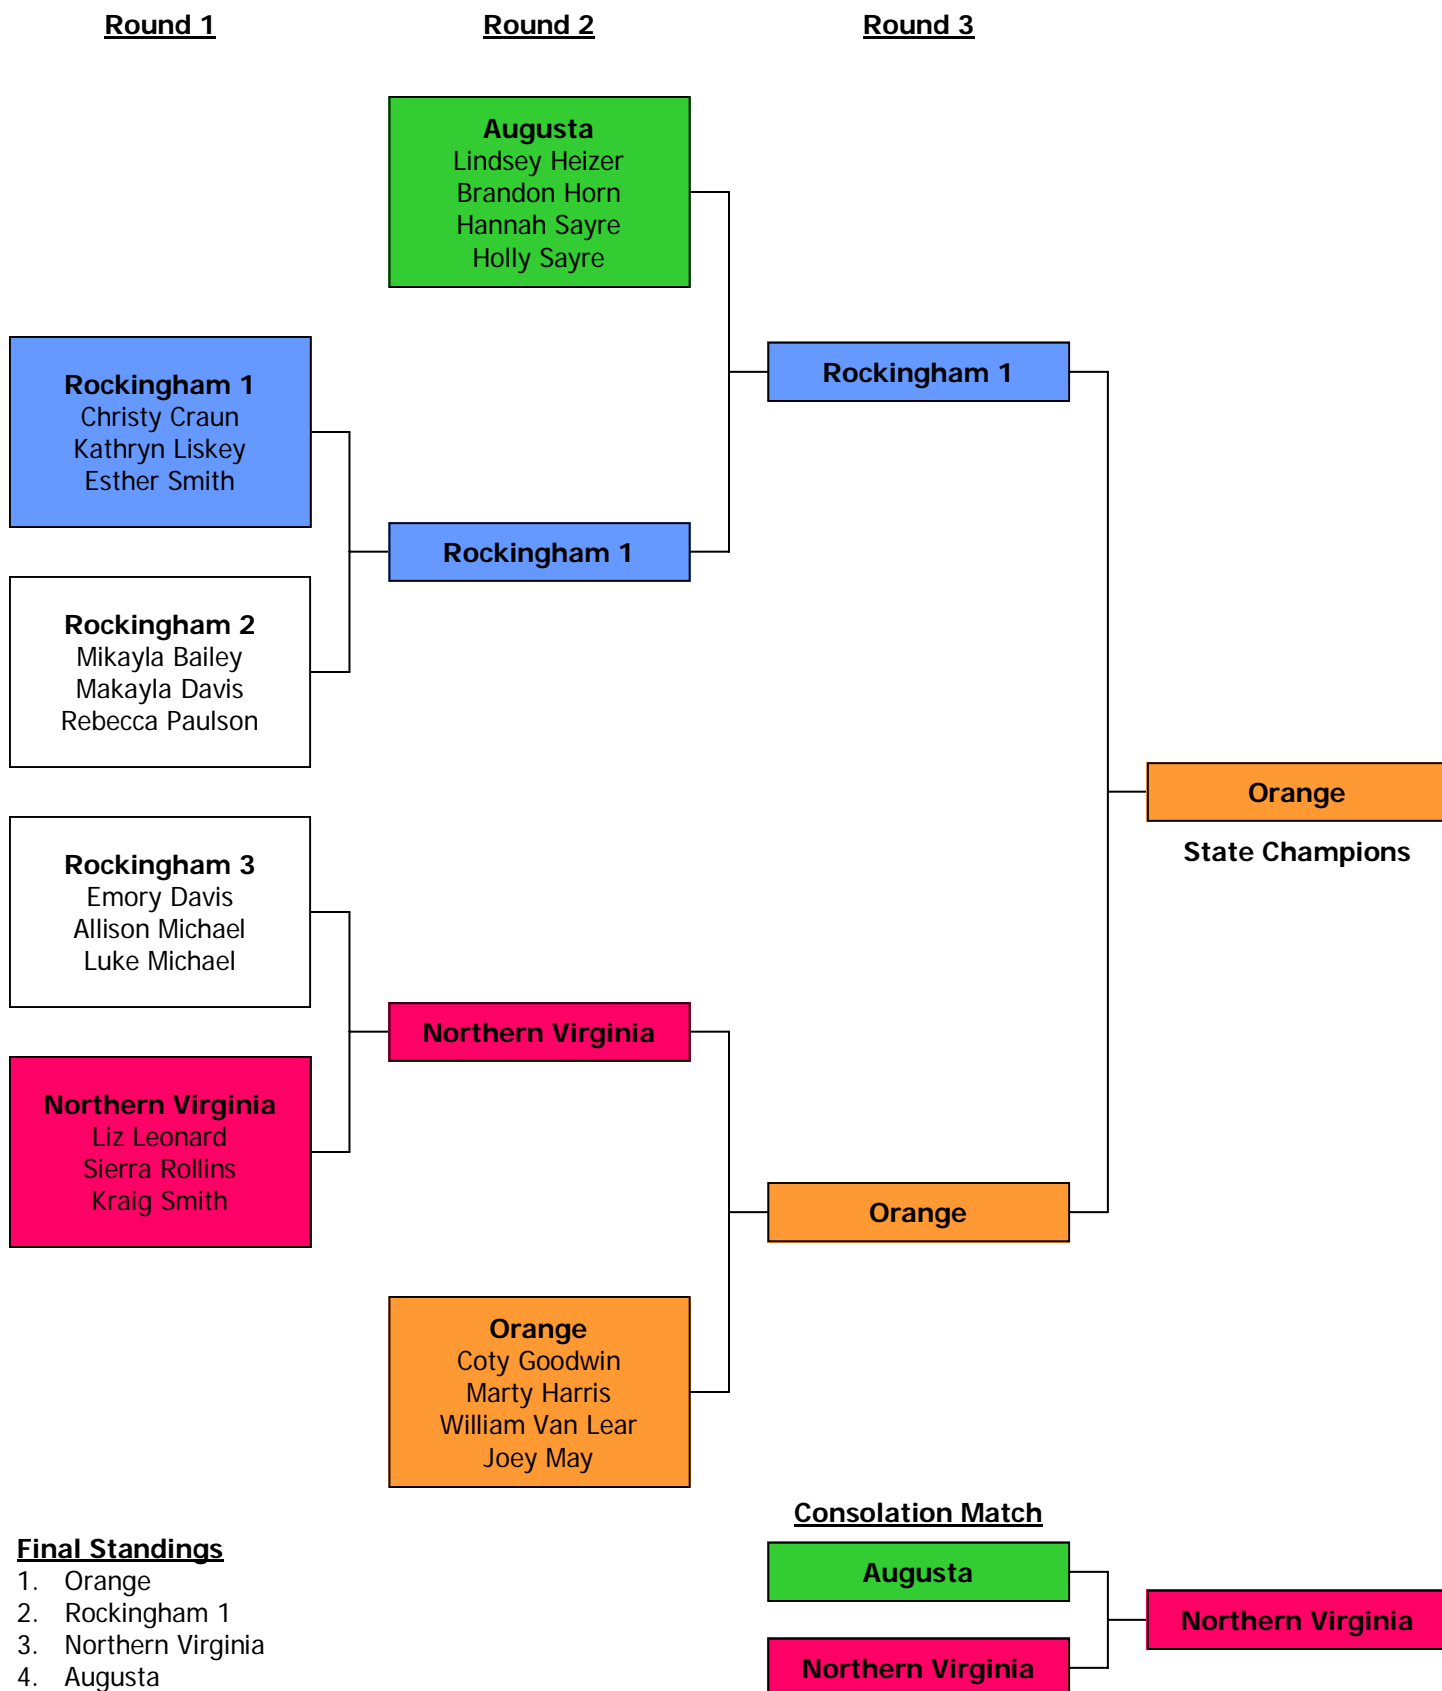 Round 1
Round 2
Round 3
Augusta
Lindsey Heizer
Brandon Horn
Hannah Sayre
Holly Sayre
Rockingham 1
Christy Craun
Kathryn Liskey
Esther Smith
Rockingham 1
Rockingham 1
Rockingham 2
Mikayla Bailey
Makayla Davis
Rebecca Paulson
Orange
State Champions
Rockingham 3
Emory Davis
Allison Michael
Luke Michael
Northern Virginia
Northern Virginia
Liz Leonard
Sierra Rollins
Kraig Smith
Orange
Orange
Coty Goodwin
Marty Harris
William Van Lear
Joey May
Consolation Match
Augusta
Northern Virginia
Northern Virginia
Final Standings
1. Orange
2. Rockingham 1
3. Northern Virginia
4. Augusta